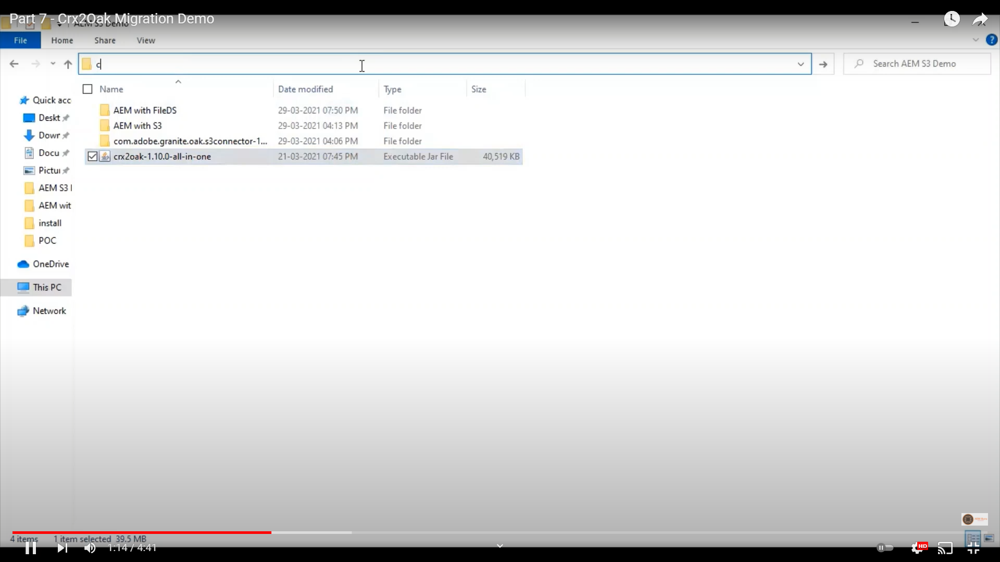 Part 7 - Crx2Oak Migration Demo
AEM S3 Demo
File Home Share View
c
Search AEM S3 Demo
Name Date modified Type Size
AEM with FileDS 29-03-2021 07:50 PM File folder
AEM with S3 29-03-2021 04:13 PM File folder
com.adobe.granite.oak.s3connector-1... 29-03-2021 04:06 PM File folder
crx2oak-1.10.0-all-in-one 21-03-2021 07:45 PM Executable Jar File 40,519 KB
Quick acc
Deskt
Dowr
Docu
Pictur
AEM S3 I
AEM wit
install
POC
OneDrive
This PC
Network
4 items 1 item selected 39.5 MB
1:14 / 4:41
HD